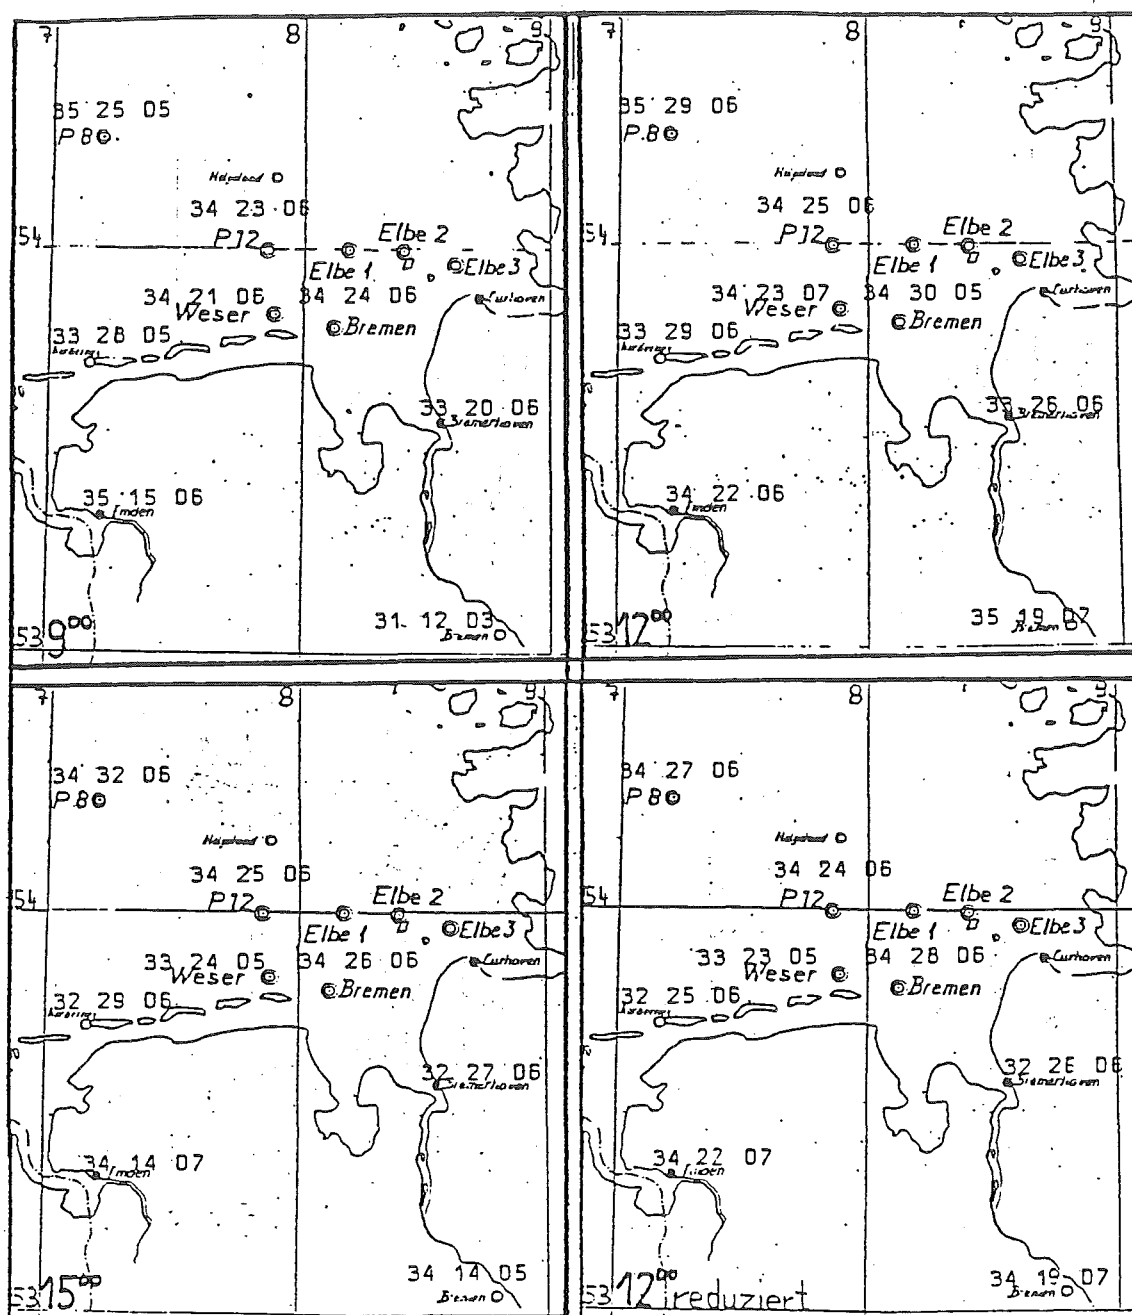 7 8 9
35 25 05
P8
Helgoland
34 23 06
54 P12 Elbe 2
Elbe 1 Elbe 3
34 21 06 34 24 06
Cuxhaven
Weser
Bremen
33 28 05
33 20 06
Bremerhaven
35 15 06
Emden
31 12 03
Bremen
53 9⁰⁰
7 8 9
35 29 06
P8
Helgoland
34 25 06
P12 Elbe 2
Elbe 1 Elbe 3
34 23 07 34 30 05
Cuxhaven
Weser
Bremen
33 29 06
33 26 06
Bremerhaven
34 22 06
Emden
35 19 07
Bremen
53 12⁰⁰
7 8 9
34 32 06
P8
Helgoland
34 25 06
54 P12 Elbe 2
Elbe 1 Elbe 3
33 24 05 34 26 06
Cuxhaven
Weser
Bremen
32 29 06
32 27 06
Bremerhaven
34 14 07
Emden
34 14 05
Bremen
53 15⁰⁰
7 8 9
34 27 06
P8
Helgoland
34 24 06
54 P12 Elbe 2
Elbe 1 Elbe 3
33 23 05 34 28 06
Cuxhaven
Weser
Bremen
32 25 06
32 26 06
Bremerhaven
34 22 07
Emden
34 19 07
Bremen
53 12⁰⁰ reduziert